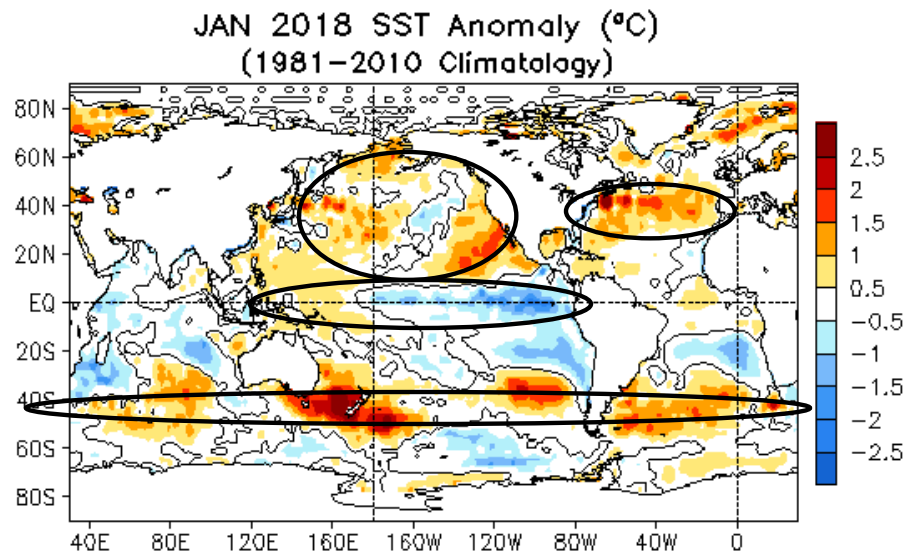 JAN 2018 SST Anomaly (°C)
(1981-2010 Climatology)
80N
60N
40N
20N
EQ
20S
40S
60S
80S
40E 80E 120E 160E 160W 120W 80W 40W 0
2.5
2
1.5
1
0.5
-0.5
-1
-1.5
-2
-2.5